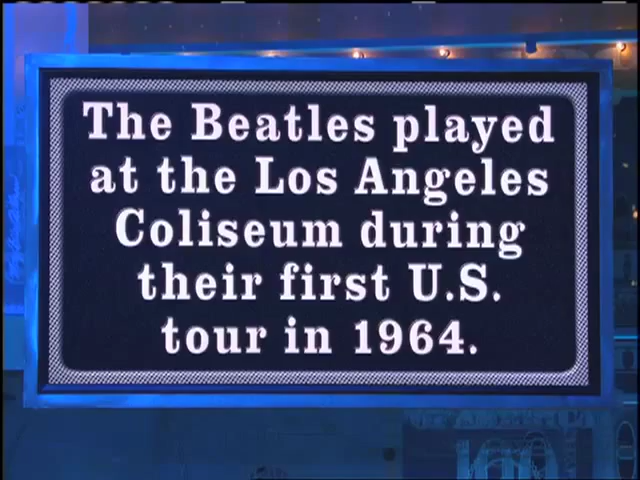 The Beatles played
at the Los Angeles
Coliseum during
their first U.S.
tour in 1964.